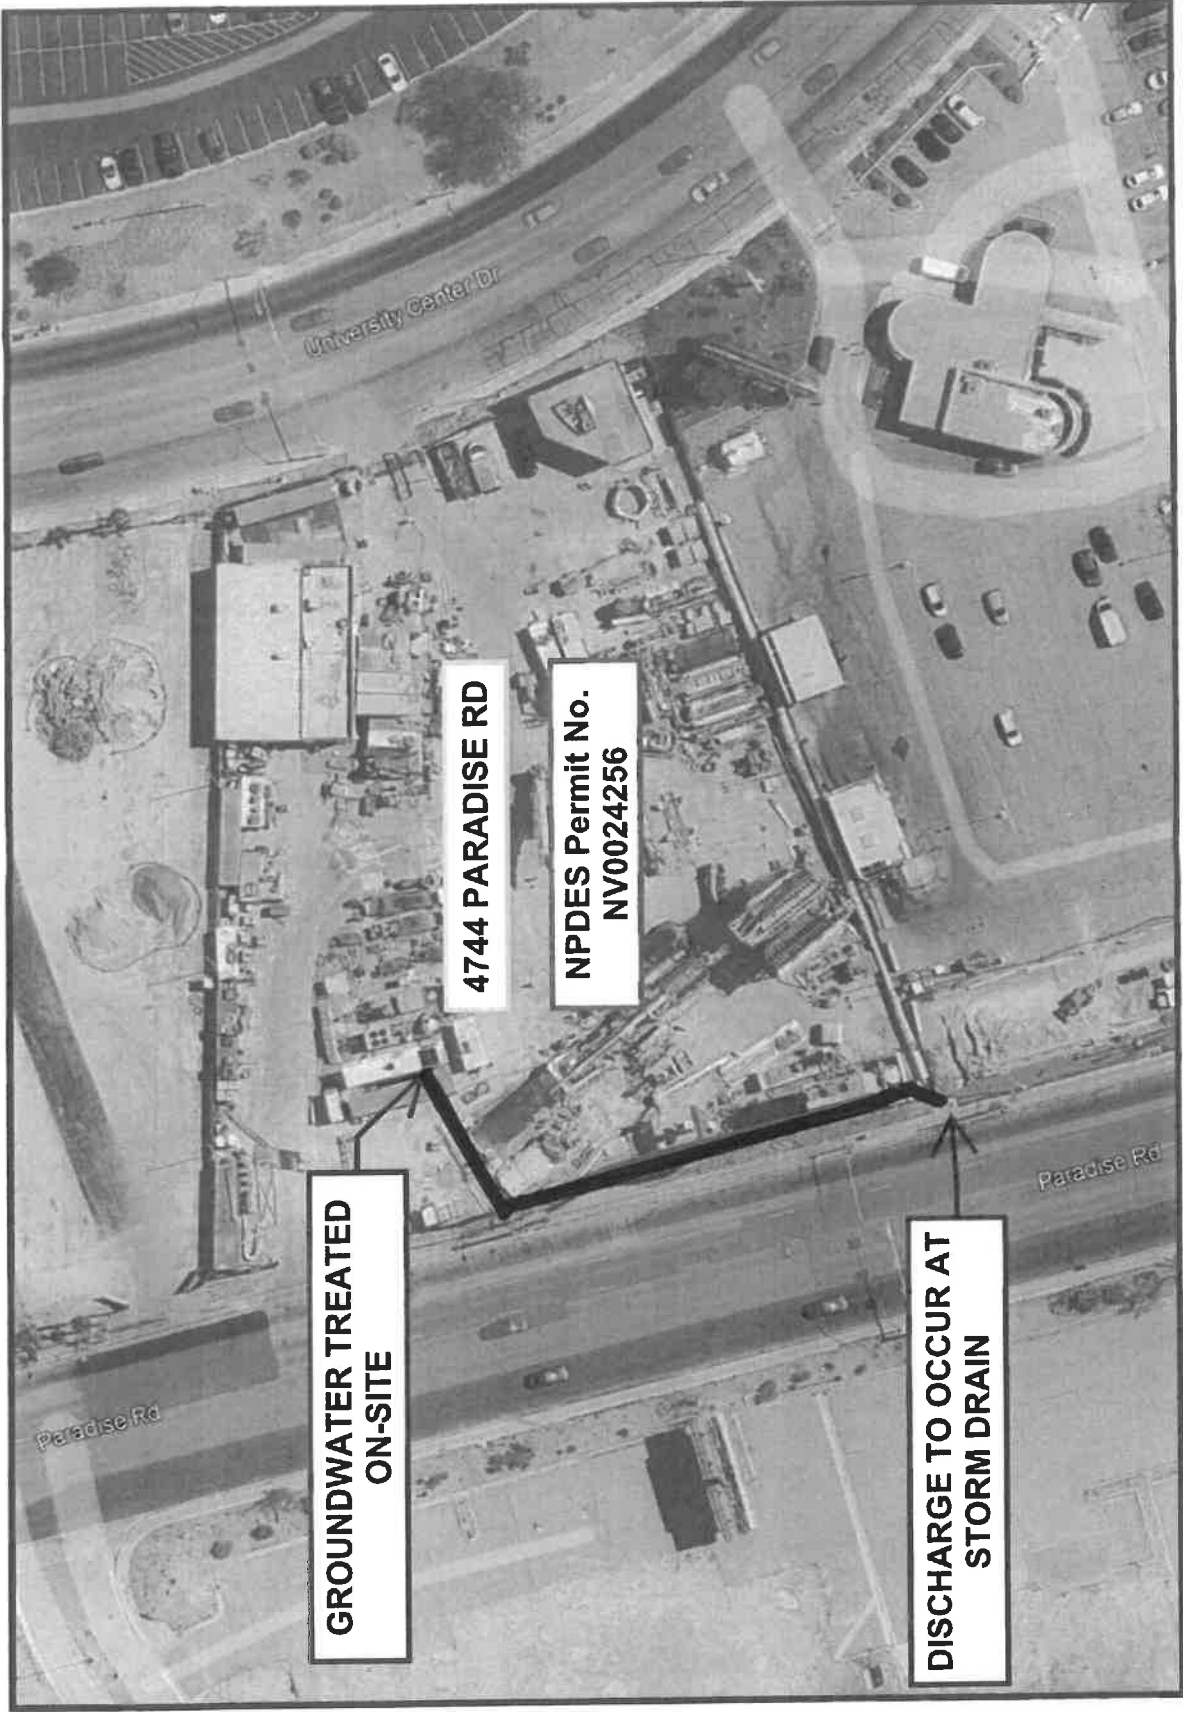 University Center Dr
4744 PARADISE RD
NPDES Permit No.
NV0024256
GROUNDWATER TREATED
ON-SITE
DISCHARGE TO OCCUR AT
STORM DRAIN
Paradise Rd
Paradise Rd